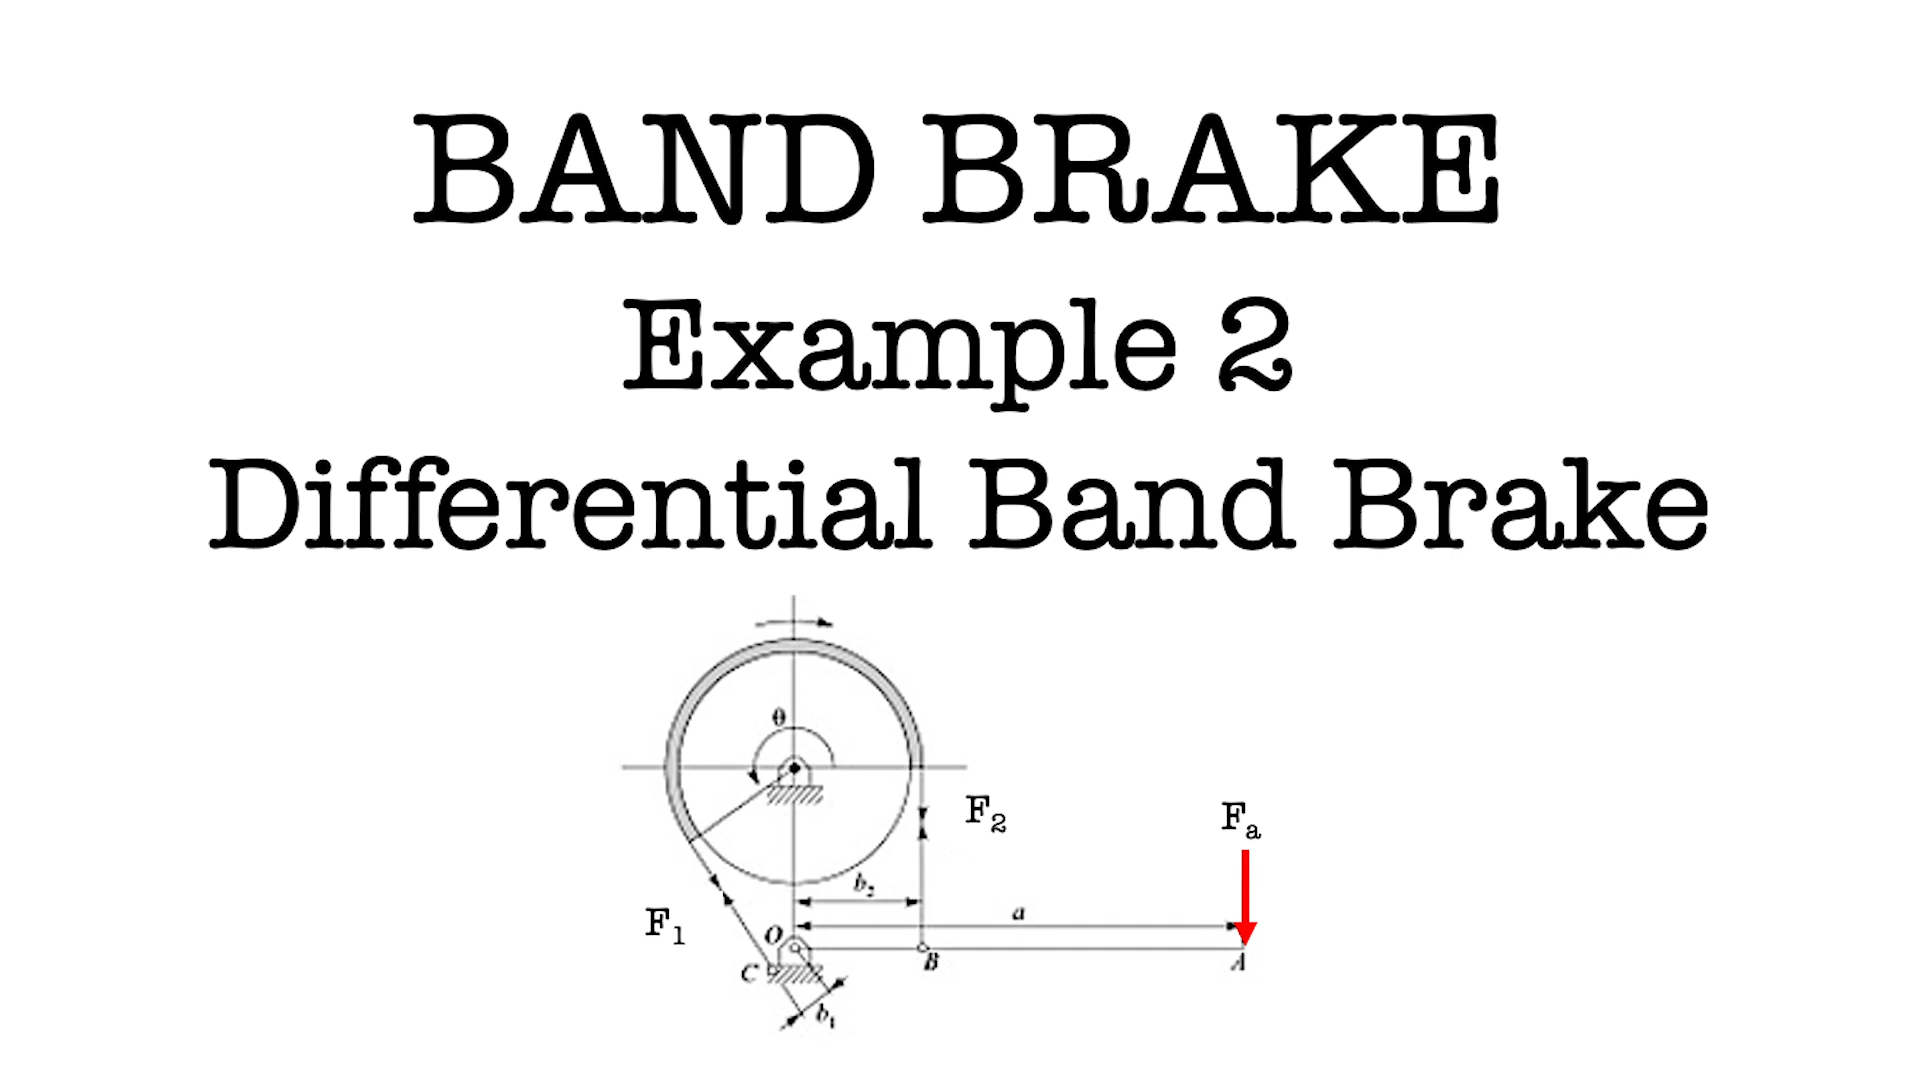 BAND BRAKE
Example 2
Differential Band Brake
θ
F₂
Fₐ
b₂
a
F₁
O
C
B
A
b₁